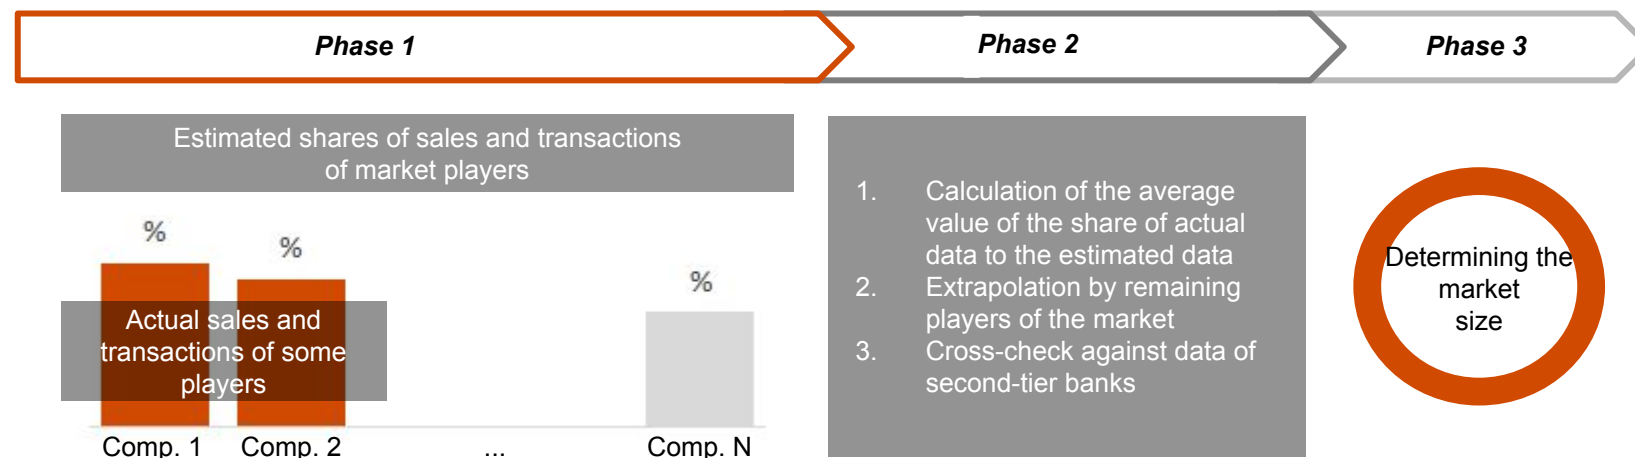 Phase 1
Phase 2
Phase 3
Estimated shares of sales and transactions
of market players
%
%
%
Actual sales and
transactions of some
players
Comp. 1
Comp. 2
...
Comp. N
1. Calculation of the average
value of the share of actual
data to the estimated data
2. Extrapolation by remaining
players of the market
3. Cross-check against data of
second-tier banks
Determining the
market
size